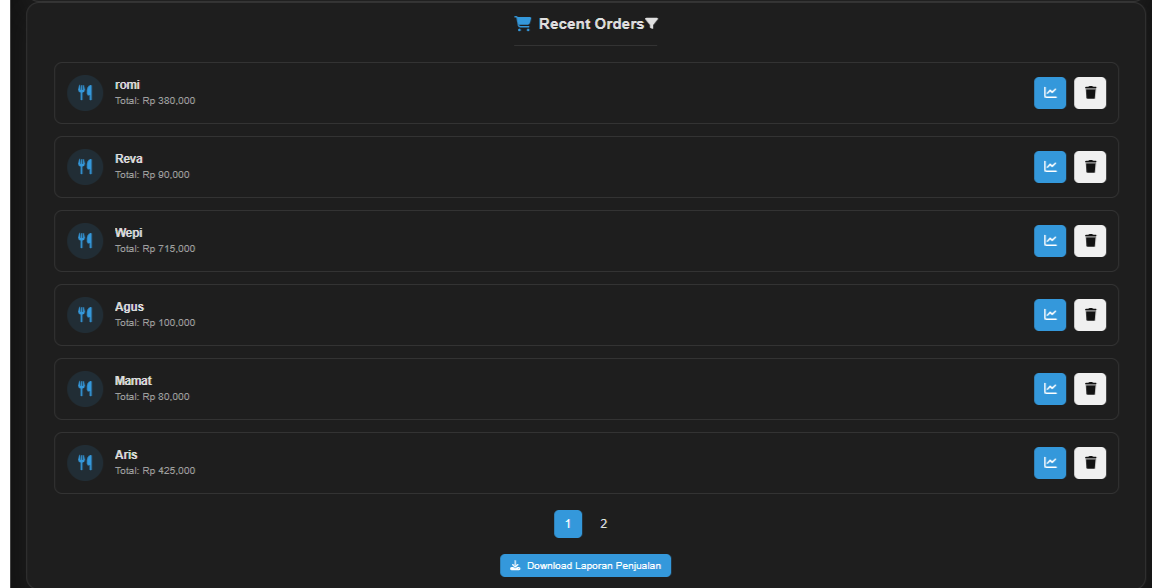 Recent Orders
romi
Total: Rp 380,000
Reva
Total: Rp 90,000
Wepi
Total: Rp 715,000
Agus
Total: Rp 100,000
Mamat
Total: Rp 80,000
Aris
Total: Rp 425,000
1 2
Download Laporan Penjualan